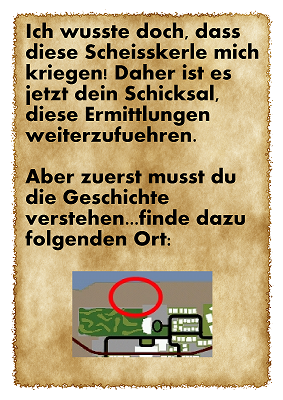 Ich wusste doch, dass
diese Scheisskerle mich
kriegen! Daher ist es
jetzt dein Schicksal,
diese Ermittlungen
weiterzufuehren.
Aber zuerst musst du
die Geschichte
verstehen...finde dazu
folgenden Ort: